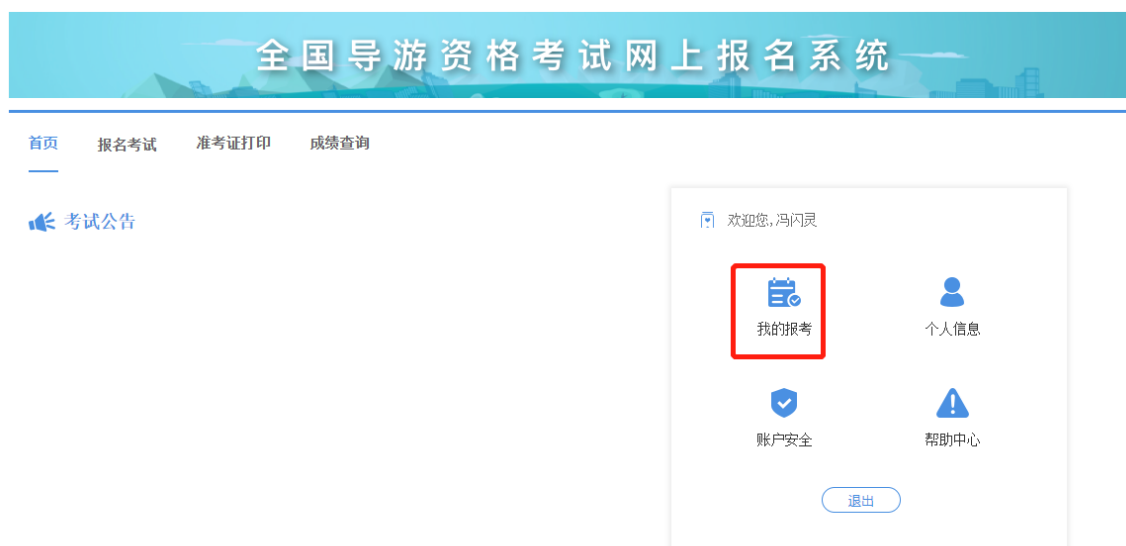 全国导游资格考试网上报名系统
首页 报名考试 准考证打印 成绩查询
考试公告
欢迎您,冯闪灵
我的报考 个人信息
账户安全 帮助中心
退出